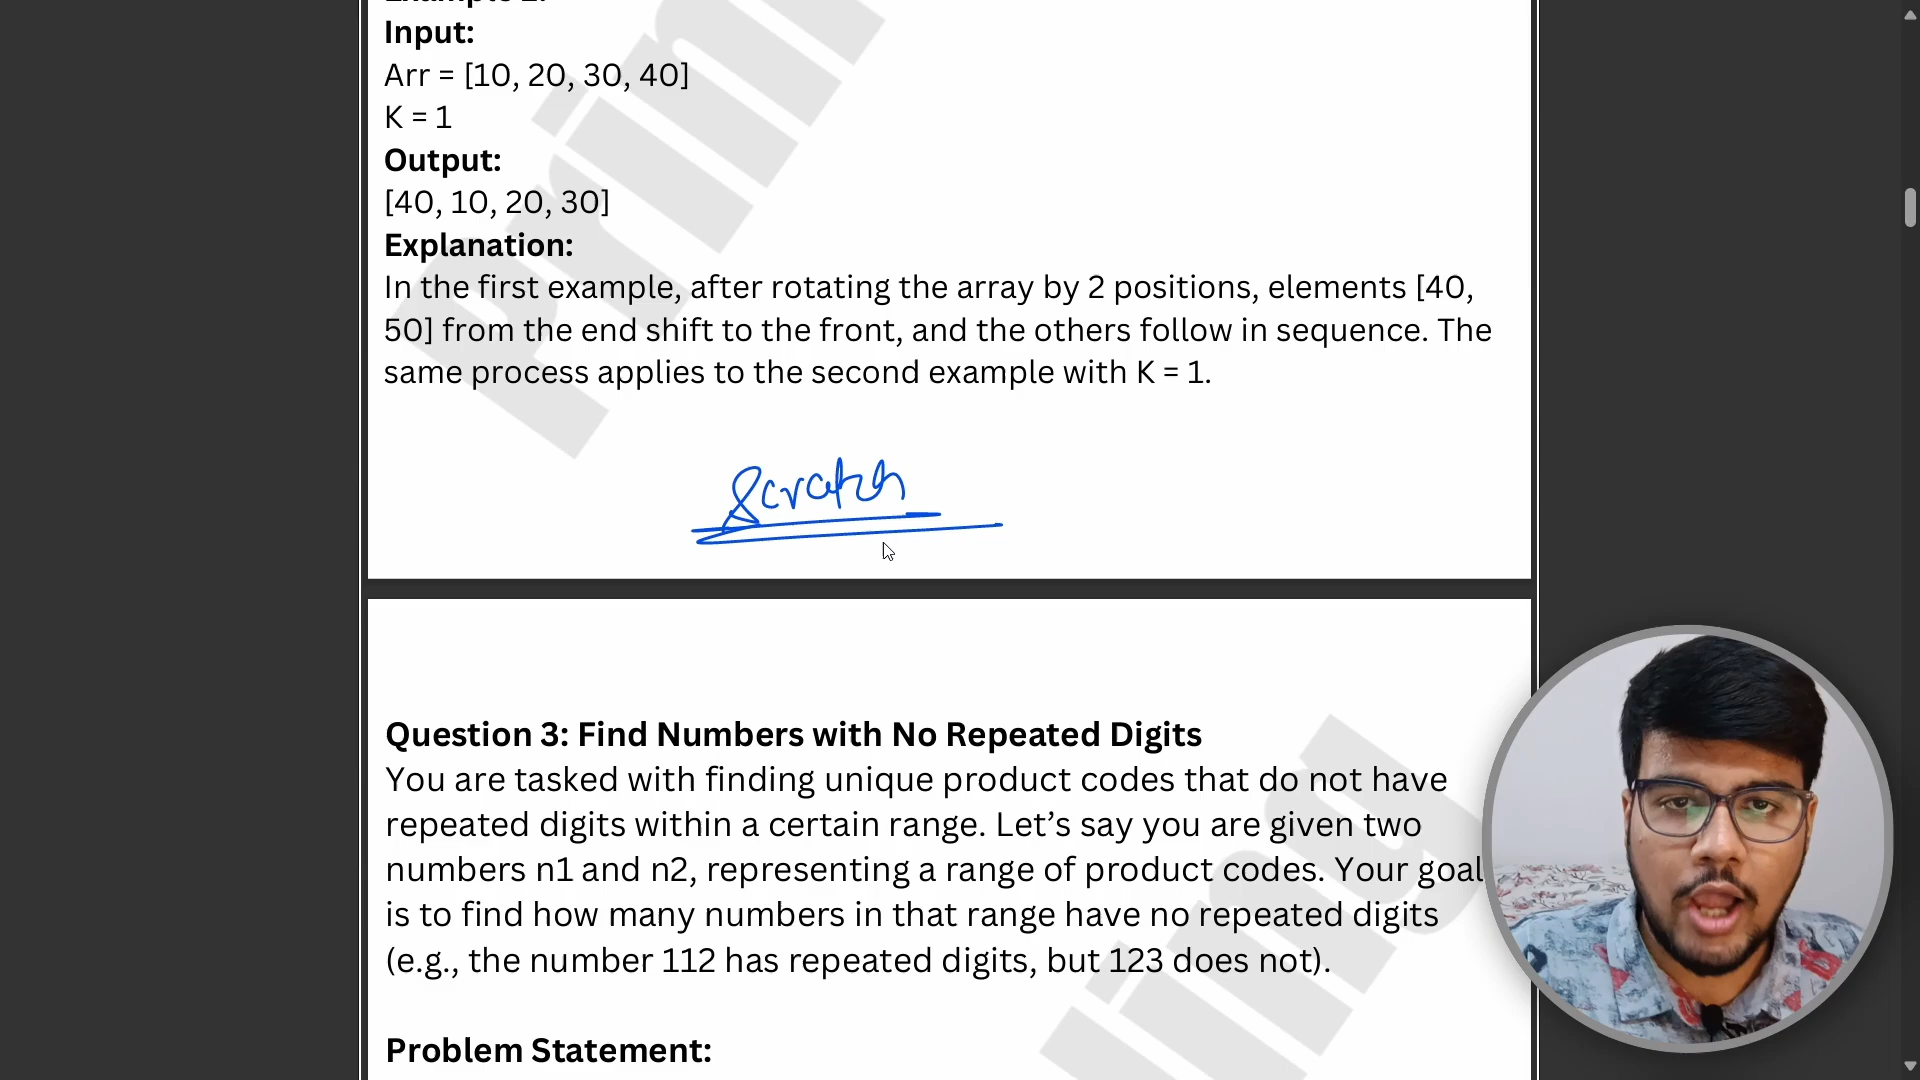 Input:
Arr = [10, 20, 30, 40]
K = 1
Output:
[40, 10, 20, 30]
Explanation:
In the first example, after rotating the array by 2 positions, elements [40,
50] from the end shift to the front, and the others follow in sequence. The
same process applies to the second example with K = 1.
Scratch
Question 3: Find Numbers with No Repeated Digits
You are tasked with finding unique product codes that do not have
repeated digits within a certain range. Let’s say you are given two
numbers n1 and n2, representing a range of product codes. Your goal
is to find how many numbers in that range have no repeated digits
(e.g., the number 112 has repeated digits, but 123 does not).
Problem Statement: